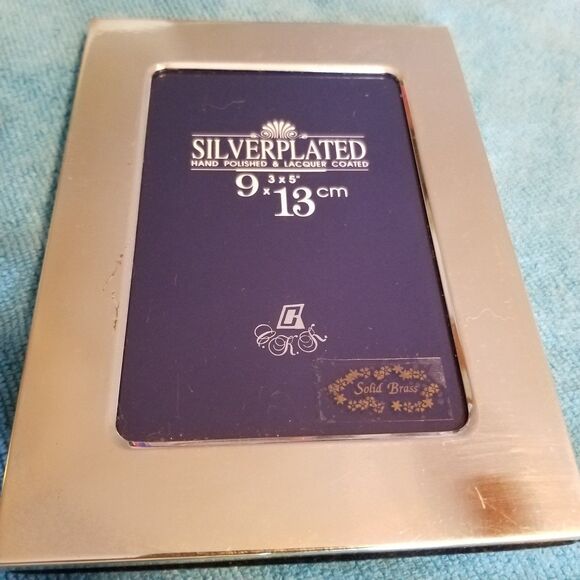 SILVERPLATED
HAND POLISHED & LACQUER COATED
3 x 5"
9 x 13 cm
C
C.K.K.
Solid Brass